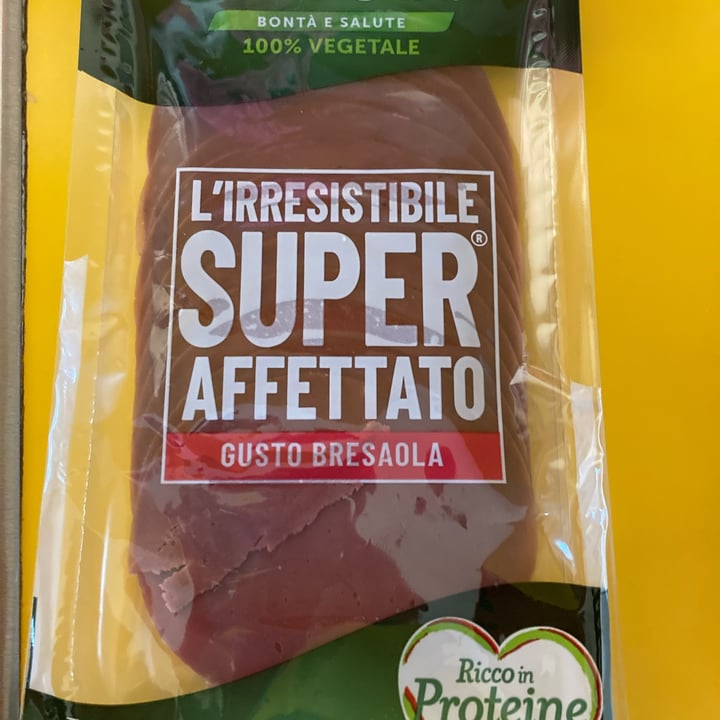 BONTÀ E SALUTE
100% VEGETALE
L'IRRESISTIBILE
SUPER®
AFFETTATO
GUSTO BRESAOLA
Ricco in
Proteine